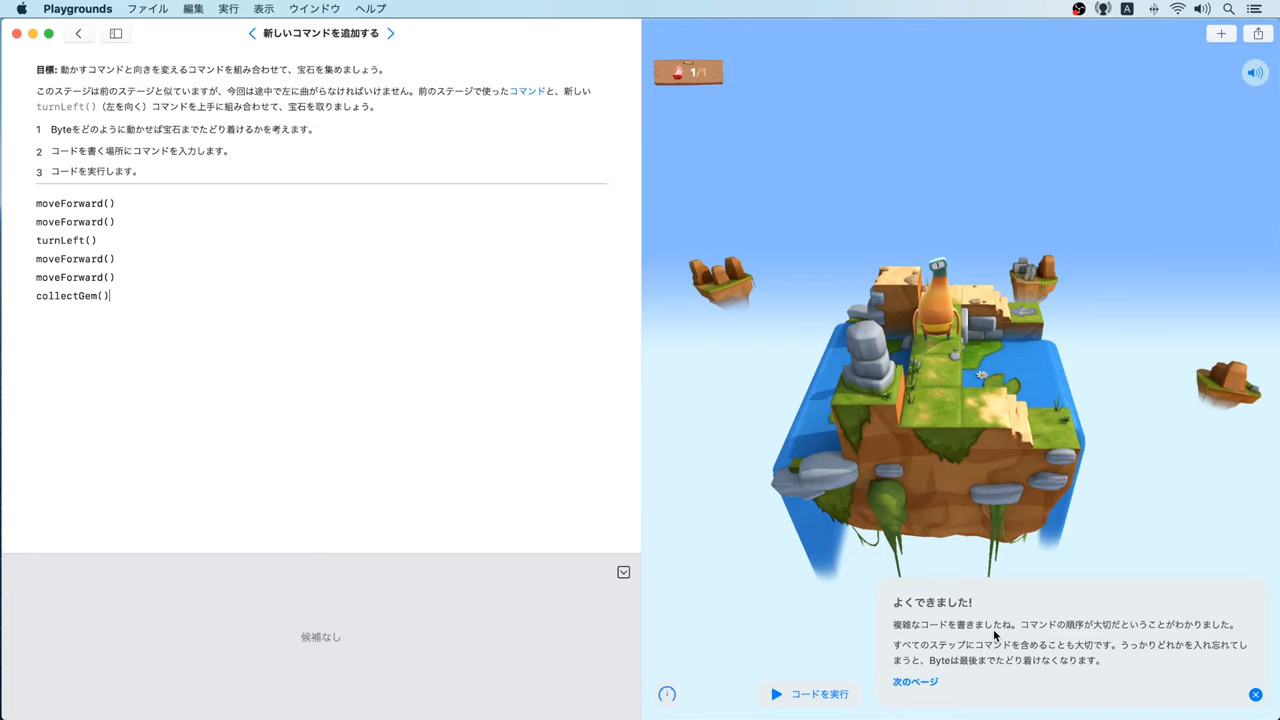 Playgrounds ファイル 編集 実行 表示 ウインドウ ヘルプ
新しいコマンドを追加する
目標: 動かすコマンドと向きを変えるコマンドを組み合わせて、宝石を集めましょう。
このステージは前のステージと似ていますが、今回は途中で左に曲がらなければいけません。前のステージで使ったコマンドと、新しい
turnLeft()（左を向く）コマンドを上手に組み合わせて、宝石を取りましょう。
1 Byteをどのように動かせば宝石までたどり着けるかを考えます。
2 コードを書く場所にコマンドを入力します。
3 コードを実行します。
moveForward()
moveForward()
turnLeft()
moveForward()
moveForward()
collectGem()
候補なし
A
1/1
よくできました!
複雑なコードを書きましたね。コマンドの順序が大切だということがわかりました。
すべてのステップにコマンドを含めることも大切です。うっかりどれかを入れ忘れてし
まうと、Byteは最後までたどり着けなくなります。
次のページ
コードを実行